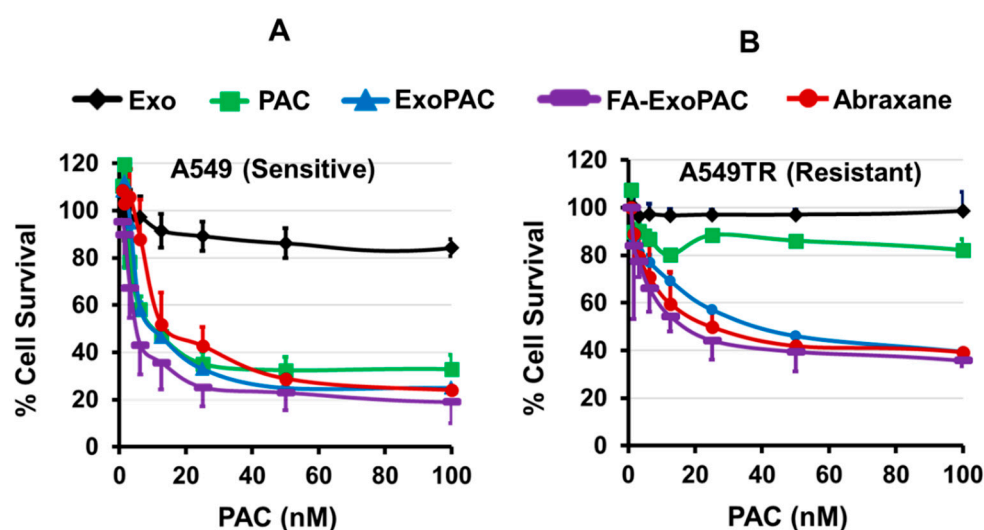 A
B
Exo PAC ExoPAC FA-ExoPAC Abraxane
A549 (Sensitive)
% Cell Survival
120
100
80
60
40
20
0
0 20 40 60 80 100
PAC (nM)
A549TR (Resistant)
% Cell Survival
120
100
80
60
40
20
0
0 20 40 60 80 100
PAC (nM)